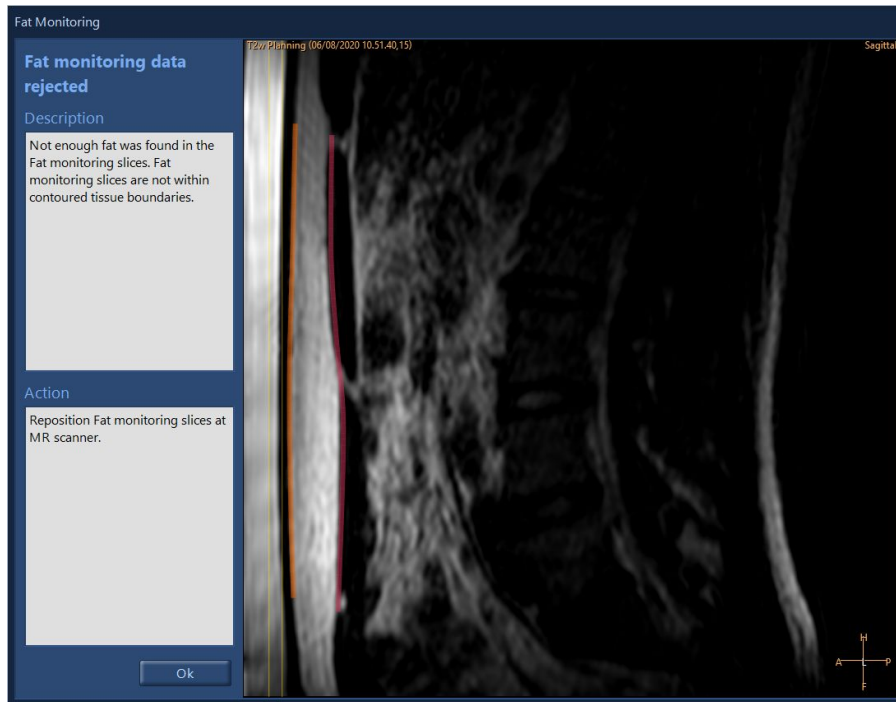 Fat Monitoring
Fat monitoring data
rejected
Description
Not enough fat was found in the
Fat monitoring slices. Fat
monitoring slices are not within
contoured tissue boundaries.
Action
Reposition Fat monitoring slices at
MR scanner.
Ok
T2w Planning (06/08/2020 10.51.40,15)
Sagittal
H
A
L
P
F